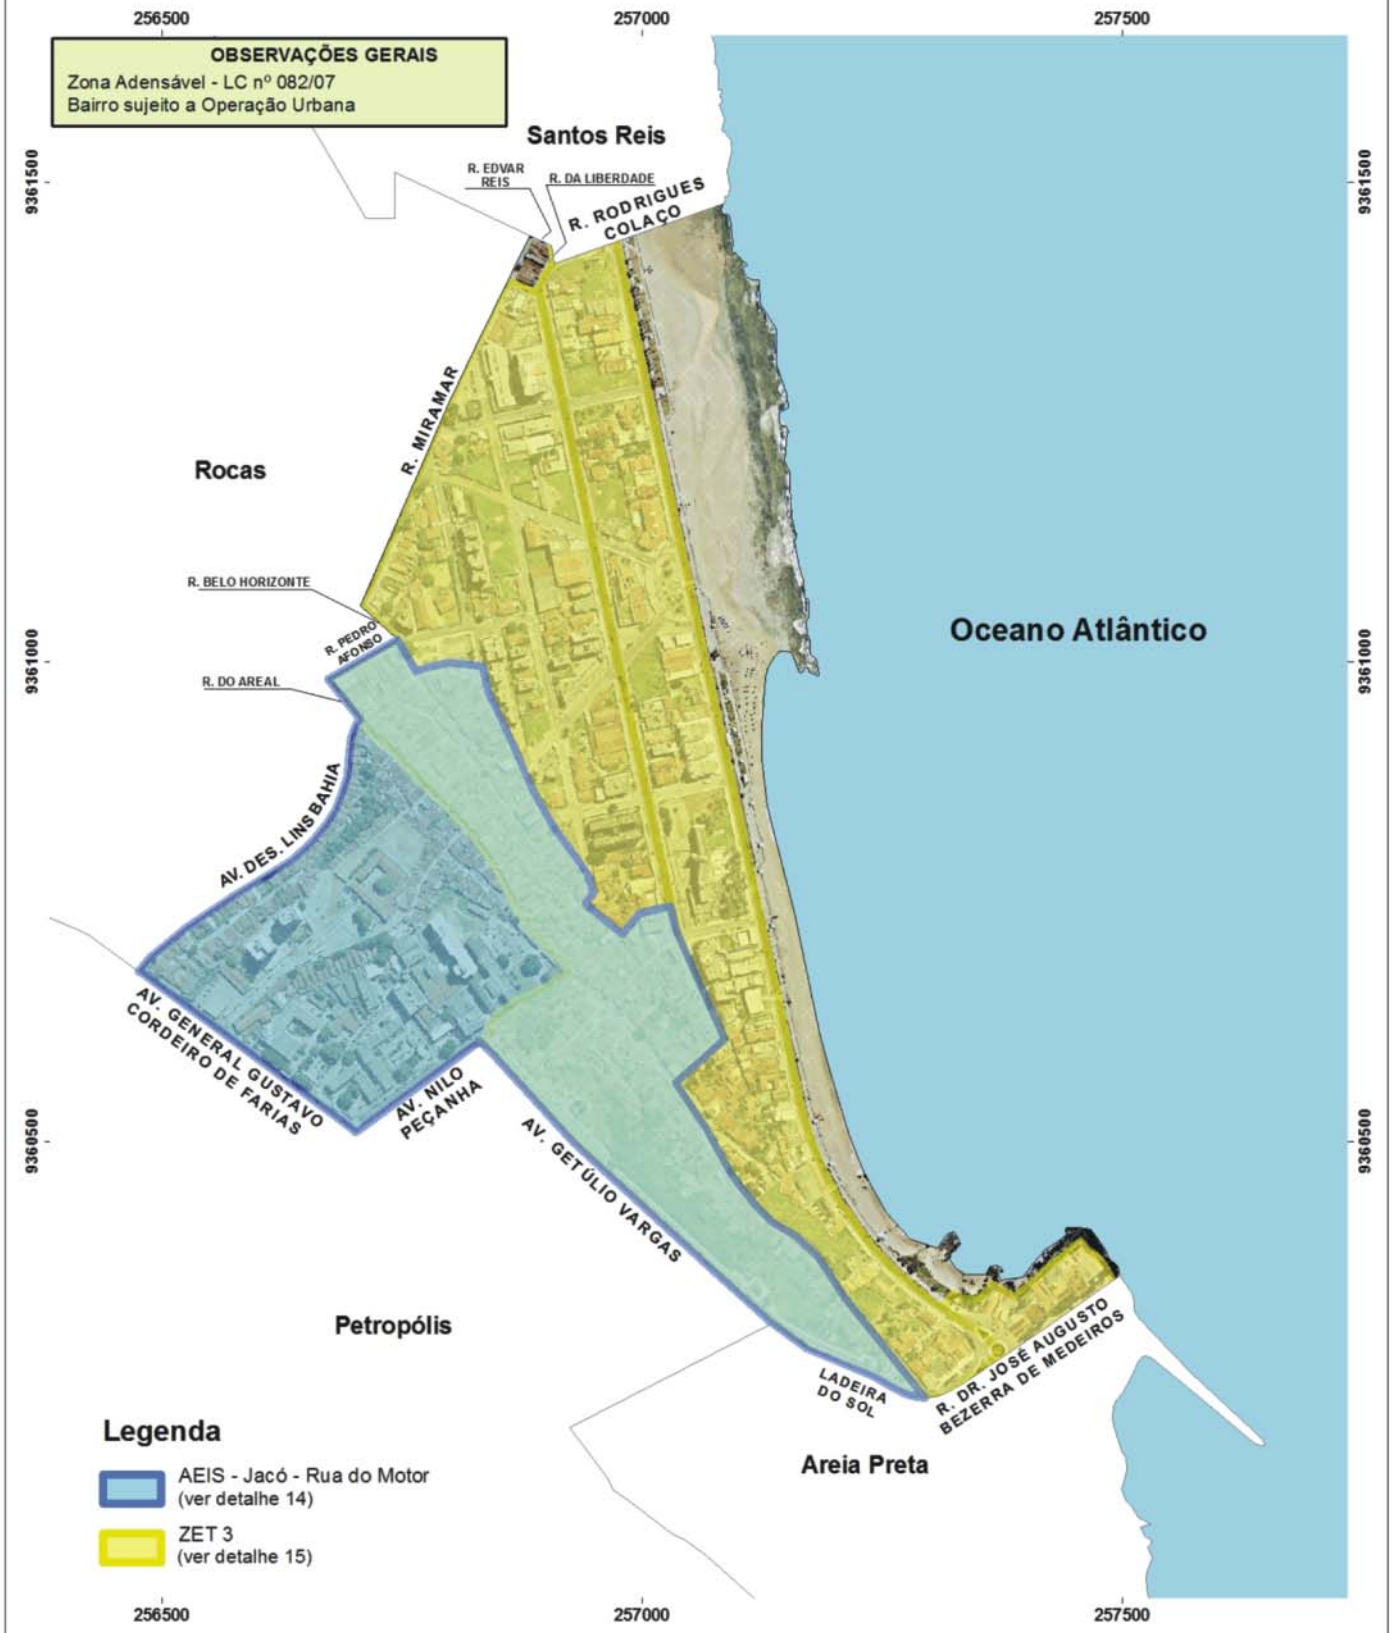 256500
257000
257500
OBSERVAÇÕES GERAIS
Zona Adensável - LC nº 082/07
Bairro sujeito a Operação Urbana
Santos Reis
R. EDVAR
REIS
R. DA LIBERDADE
R. RODRIGUES
COLAÇO
9361500
9361500
R. MIRAMAR
Rocas
R. BELO HORIZONTE
R. PEDRO
AFONSO
R. DO AREAL
Oceano Atlântico
9361000
9361000
AV. DES. LINS BAHIA
AV. GENERAL GUSTAVO
CORDEIRO DE FARIAS
AV. NILO
PEÇANHA
AV. GETÚLIO VARGAS
9360500
9360500
Petropólis
LADEIRA
DO SOL
R. DR. JOSÉ AUGUSTO
BEZERRA DE MEDEIROS
Areia Preta
Legenda
AEIS - Jacó - Rua do Motor
(ver detalhe 14)
ZET 3
(ver detalhe 15)
256500
257000
257500